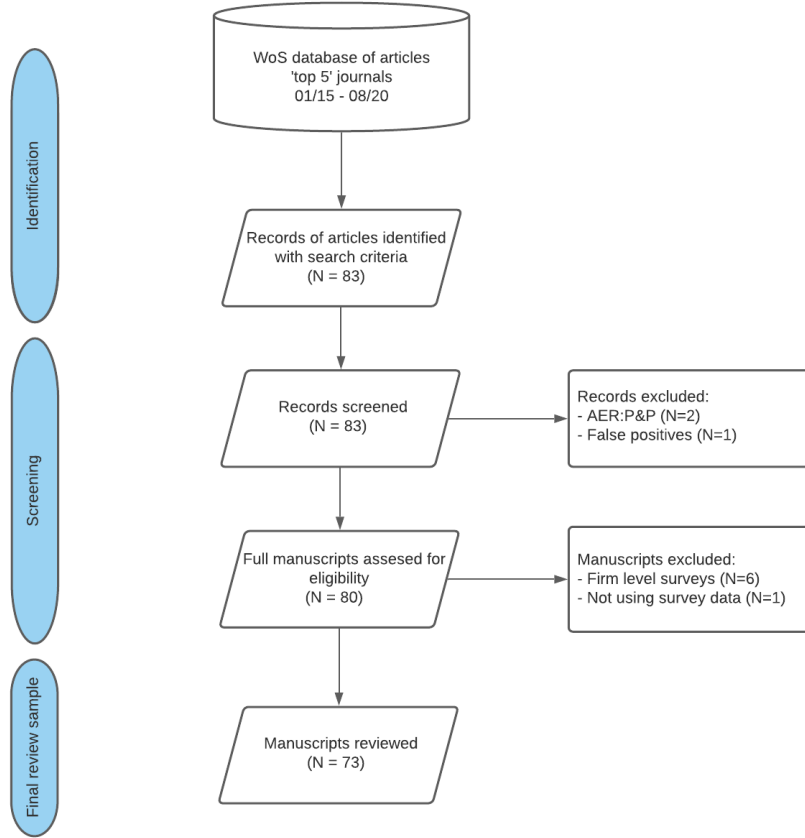 WoS database of articles
'top 5' journals
01/15 - 08/20
Identification
Records of articles identified
with search criteria
(N = 83)
Screening
Records screened
(N = 83)
Records excluded:
- AER:P&P (N=2)
- False positives (N=1)
Full manuscripts assesed for
eligibility
(N = 80)
Manuscripts excluded:
- Firm level surveys (N=6)
- Not using survey data (N=1)
Final review sample
Manuscripts reviewed
(N = 73)